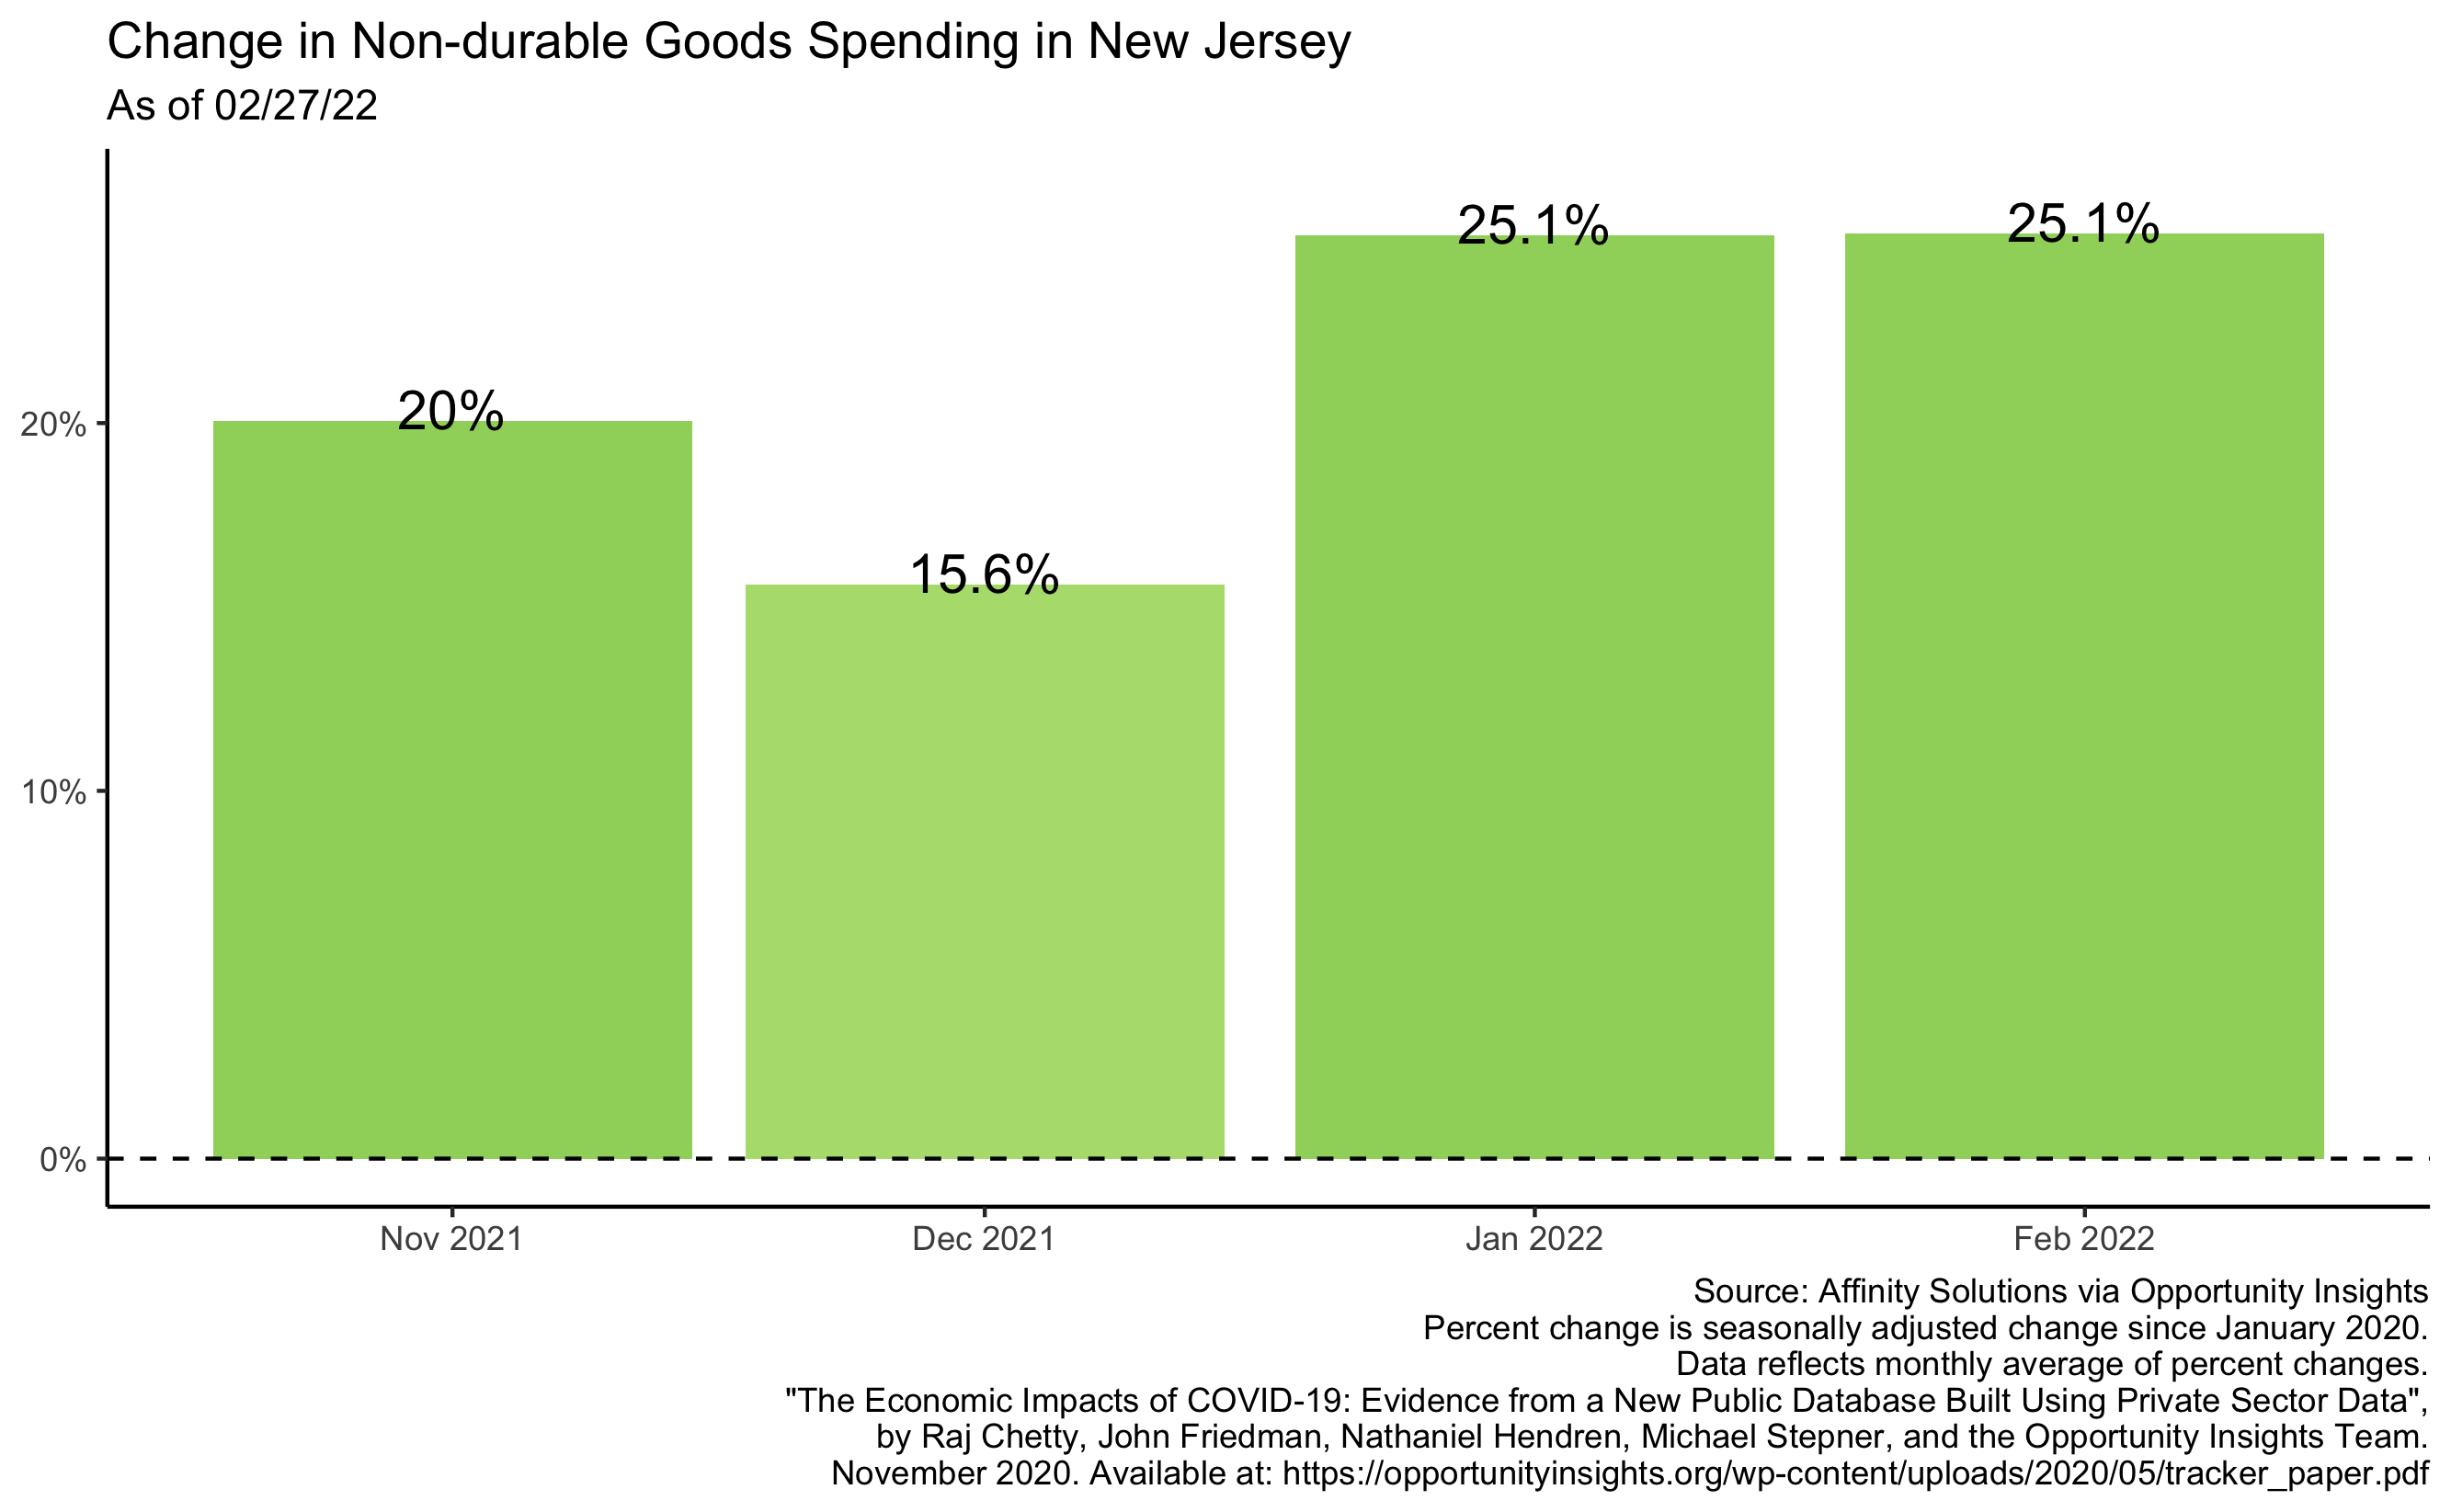 Change in Non-durable Goods Spending in New Jersey
As of 02/27/22
25.1%
25.1%
20%
20%
15.6%
10%
0%
Nov 2021
Dec 2021
Jan 2022
Feb 2022
Source: Affinity Solutions via Opportunity Insights
Percent change is seasonally adjusted change since January 2020.
Data reflects monthly average of percent changes.
"The Economic Impacts of COVID-19: Evidence from a New Public Database Built Using Private Sector Data",
by Raj Chetty, John Friedman, Nathaniel Hendren, Michael Stepner, and the Opportunity Insights Team.
November 2020. Available at: https://opportunityinsights.org/wp-content/uploads/2020/05/tracker_paper.pdf